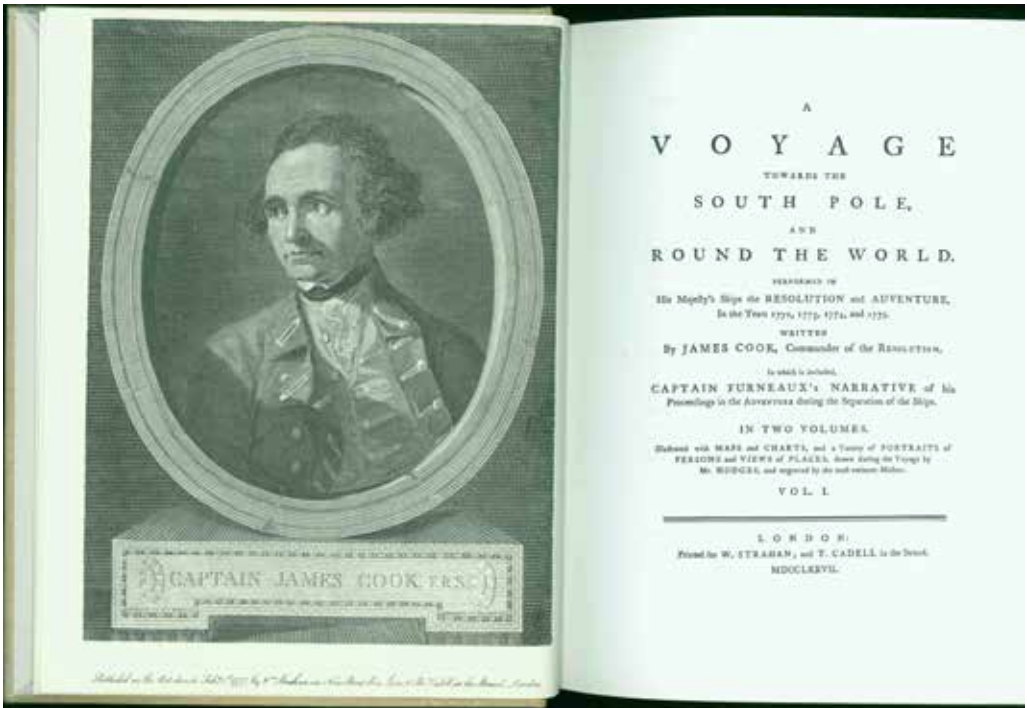 CAPTAIN JAMES COOK, F.R.S.
A
VOYAGE
TOWARDS THE
SOUTH POLE,
AND
ROUND THE WORLD.
PERFORMED IN
His Majesty's Ships the RESOLUTION and ADVENTURE,
In the Years 1772, 1773, 1774, and 1775.
WRITTEN
By JAMES COOK, Commander of the RESOLUTION,
In which is included,
CAPTAIN FURNEAUX's NARRATIVE of his
Proceedings in the ADVENTURE during the Separation of the Ships.
IN TWO VOLUMES.
Illustrated with MAPS and CHARTS, and a Variety of PORTRAITS of
PERSONS and VIEWS of PLACES, drawn during the Voyage by
Mr. HODGES, and engraved by the most eminent Masters.
VOL. I.
LONDON:
Printed for W. STRAHAN; and T. CADELL in the Strand.
MDCCLXXVII.